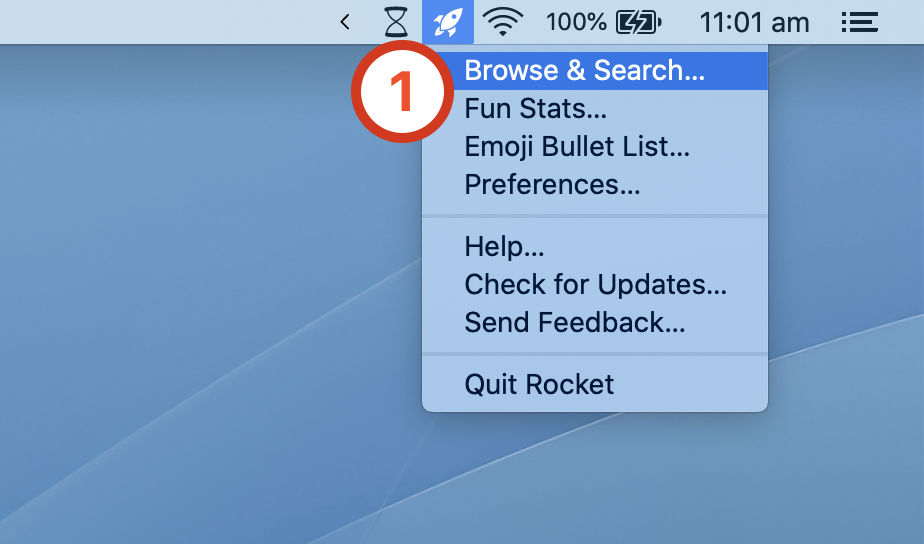 100% 11:01 am
1
Browse & Search...
Fun Stats...
Emoji Bullet List...
Preferences...
Help...
Check for Updates...
Send Feedback...
Quit Rocket